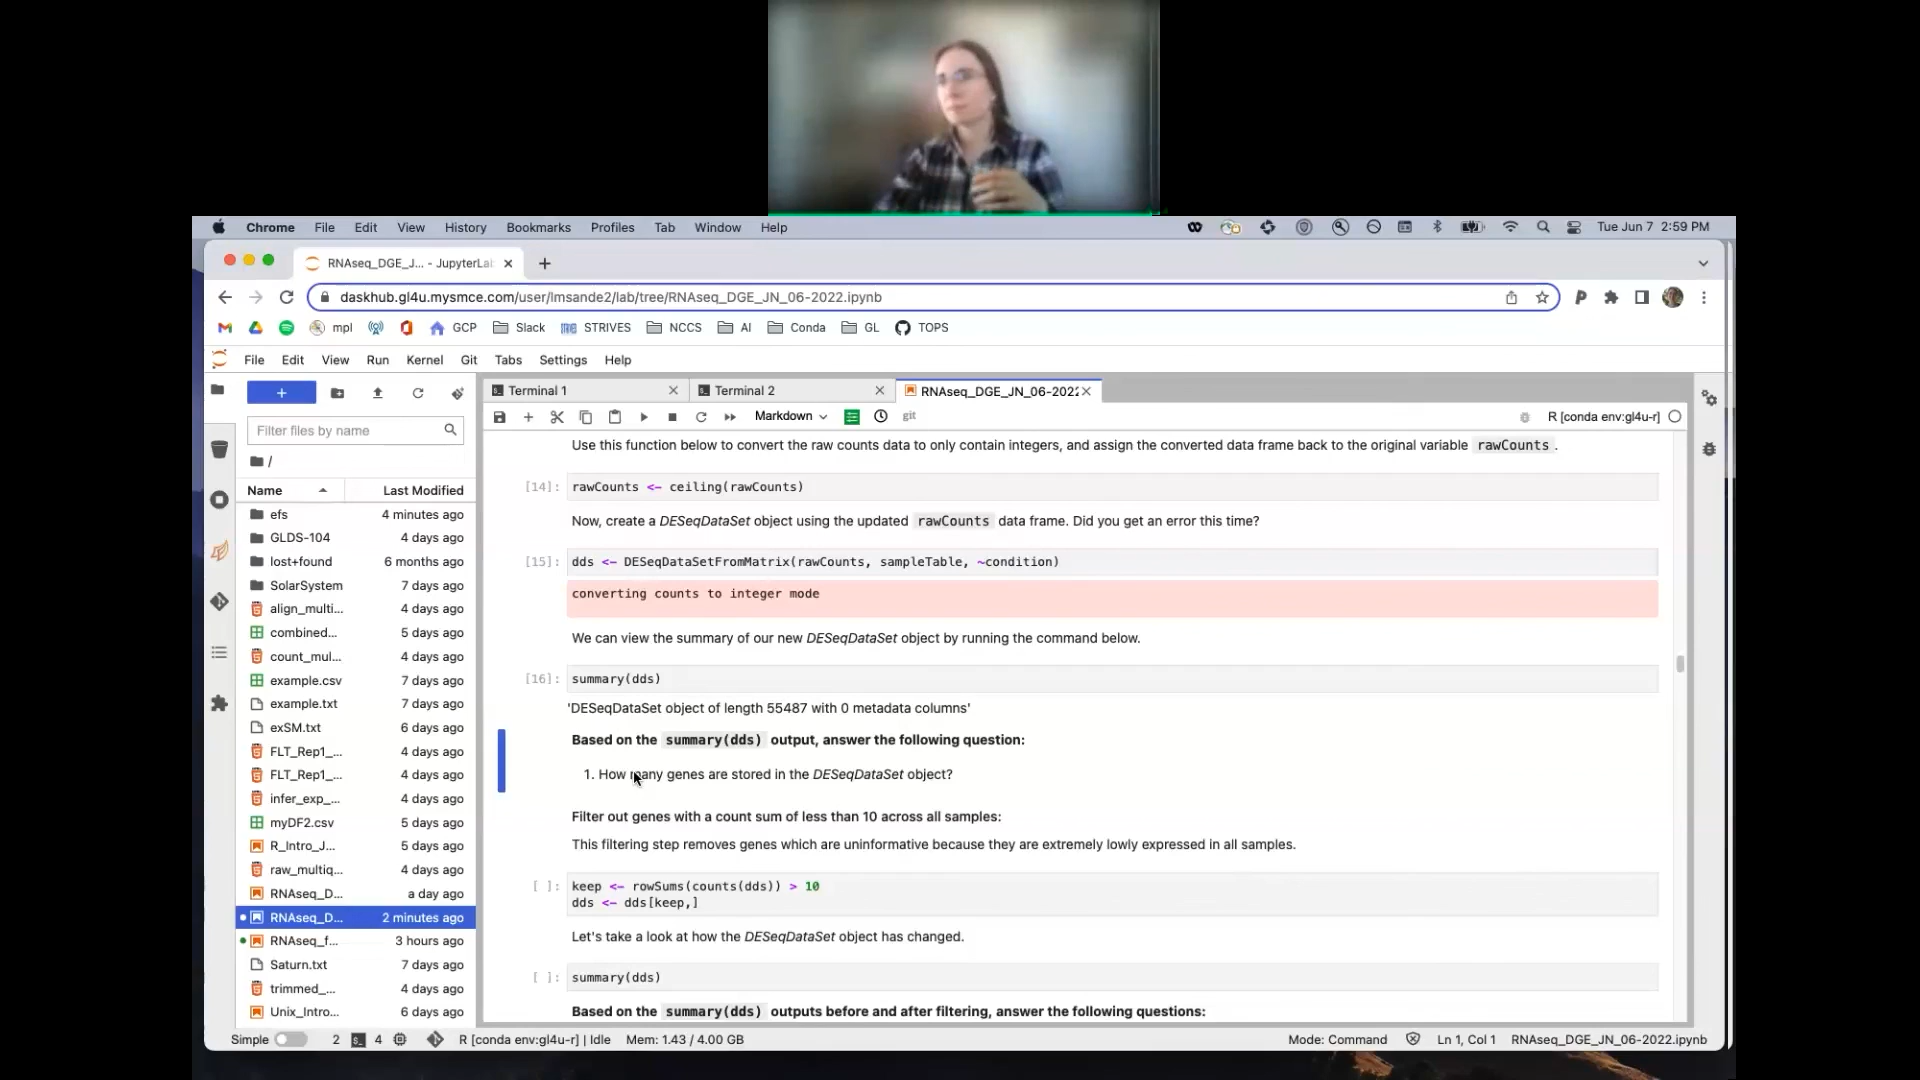 Chrome File Edit View History Bookmarks Profiles Tab Window Help Tue Jun 7 2:59 PM
RNAseq_DGE_J... - JupyterLab
daskhub.gl4u.mysmce.com/user/lmsande2/lab/tree/RNAseq_DGE_JN_06-2022.ipynb
mpl GCP Slack STRIVES NCCS AI Conda GL TOPS
File Edit View Run Kernel Git Tabs Settings Help
Terminal 1 Terminal 2 RNAseq_DGE_JN_06-2022
Markdown git R [conda env:gl4u-r]
Filter files by name
/
Name Last Modified
efs 4 minutes ago
GLDS-104 4 days ago
lost+found 6 months ago
SolarSystem 7 days ago
align_multi... 4 days ago
combined... 5 days ago
count_mul... 4 days ago
example.csv 7 days ago
example.txt 7 days ago
exSM.txt 6 days ago
FLT_Rep1_... 4 days ago
FLT_Rep1_... 4 days ago
infer_exp_... 4 days ago
myDF2.csv 5 days ago
R_Intro_J... 5 days ago
raw_multiq... 4 days ago
RNAseq_D... a day ago
RNAseq_D... 2 minutes ago
RNAseq_f... 3 hours ago
Saturn.txt 7 days ago
trimmed_... 4 days ago
Unix_Intro... 6 days ago
Use this function below to convert the raw counts data to only contain integers, and assign the converted data frame back to the original variable rawCounts .
[14]: rawCounts <- ceiling(rawCounts)
Now, create a DESeqDataSet object using the updated rawCounts data frame. Did you get an error this time?
[15]: dds <- DESeqDataSetFromMatrix(rawCounts, sampleTable, ~condition)
converting counts to integer mode
We can view the summary of our new DESeqDataSet object by running the command below.
[16]: summary(dds)
'DESeqDataSet object of length 55487 with 0 metadata columns'
Based on the summary(dds) output, answer the following question:
1. How many genes are stored in the DESeqDataSet object?
Filter out genes with a count sum of less than 10 across all samples:
This filtering step removes genes which are uninformative because they are extremely lowly expressed in all samples.
[ ]: keep <- rowSums(counts(dds)) > 10
dds <- dds[keep,]
Let's take a look at how the DESeqDataSet object has changed.
[ ]: summary(dds)
Based on the summary(dds) outputs before and after filtering, answer the following questions:
Simple 2 4 R [conda env:gl4u-r] | Idle Mem: 1.43 / 4.00 GB Mode: Command Ln 1, Col 1 RNAseq_DGE_JN_06-2022.ipynb